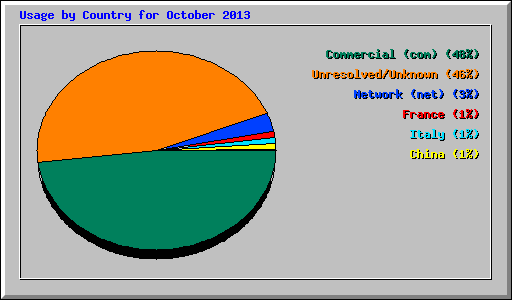 Usage by Country for October 2013
Commercial (com) (48%)
Unresolved/Unknown (46%)
Network (net) (3%)
France (1%)
Italy (1%)
China (1%)